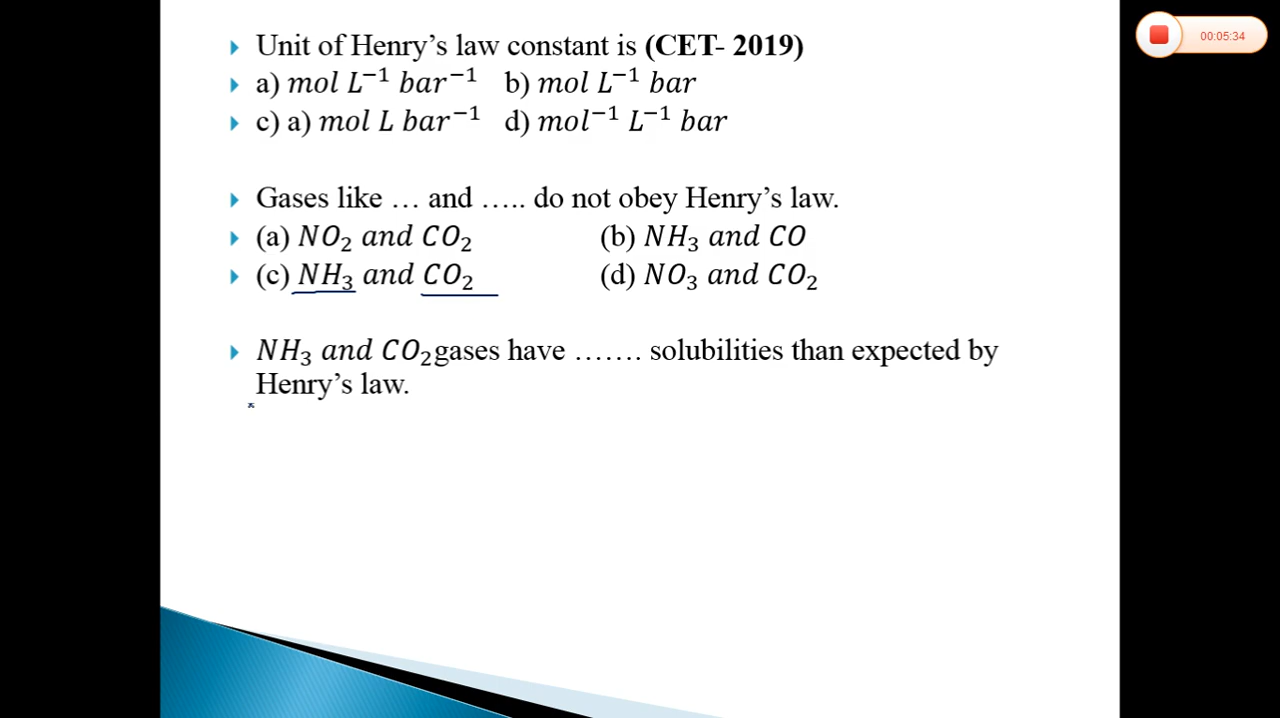 00:05:34
Unit of Henry’s law constant is (CET- 2019)
a) mol L⁻¹ bar⁻¹ b) mol L⁻¹ bar
c) a) mol L bar⁻¹ d) mol⁻¹ L⁻¹ bar
Gases like … and ….. do not obey Henry’s law.
(a) NO₂ and CO₂ (b) NH₃ and CO
(c) NH₃ and CO₂ (d) NO₃ and CO₂
NH₃ and CO₂gases have ……. solubilities than expected by
Henry’s law.